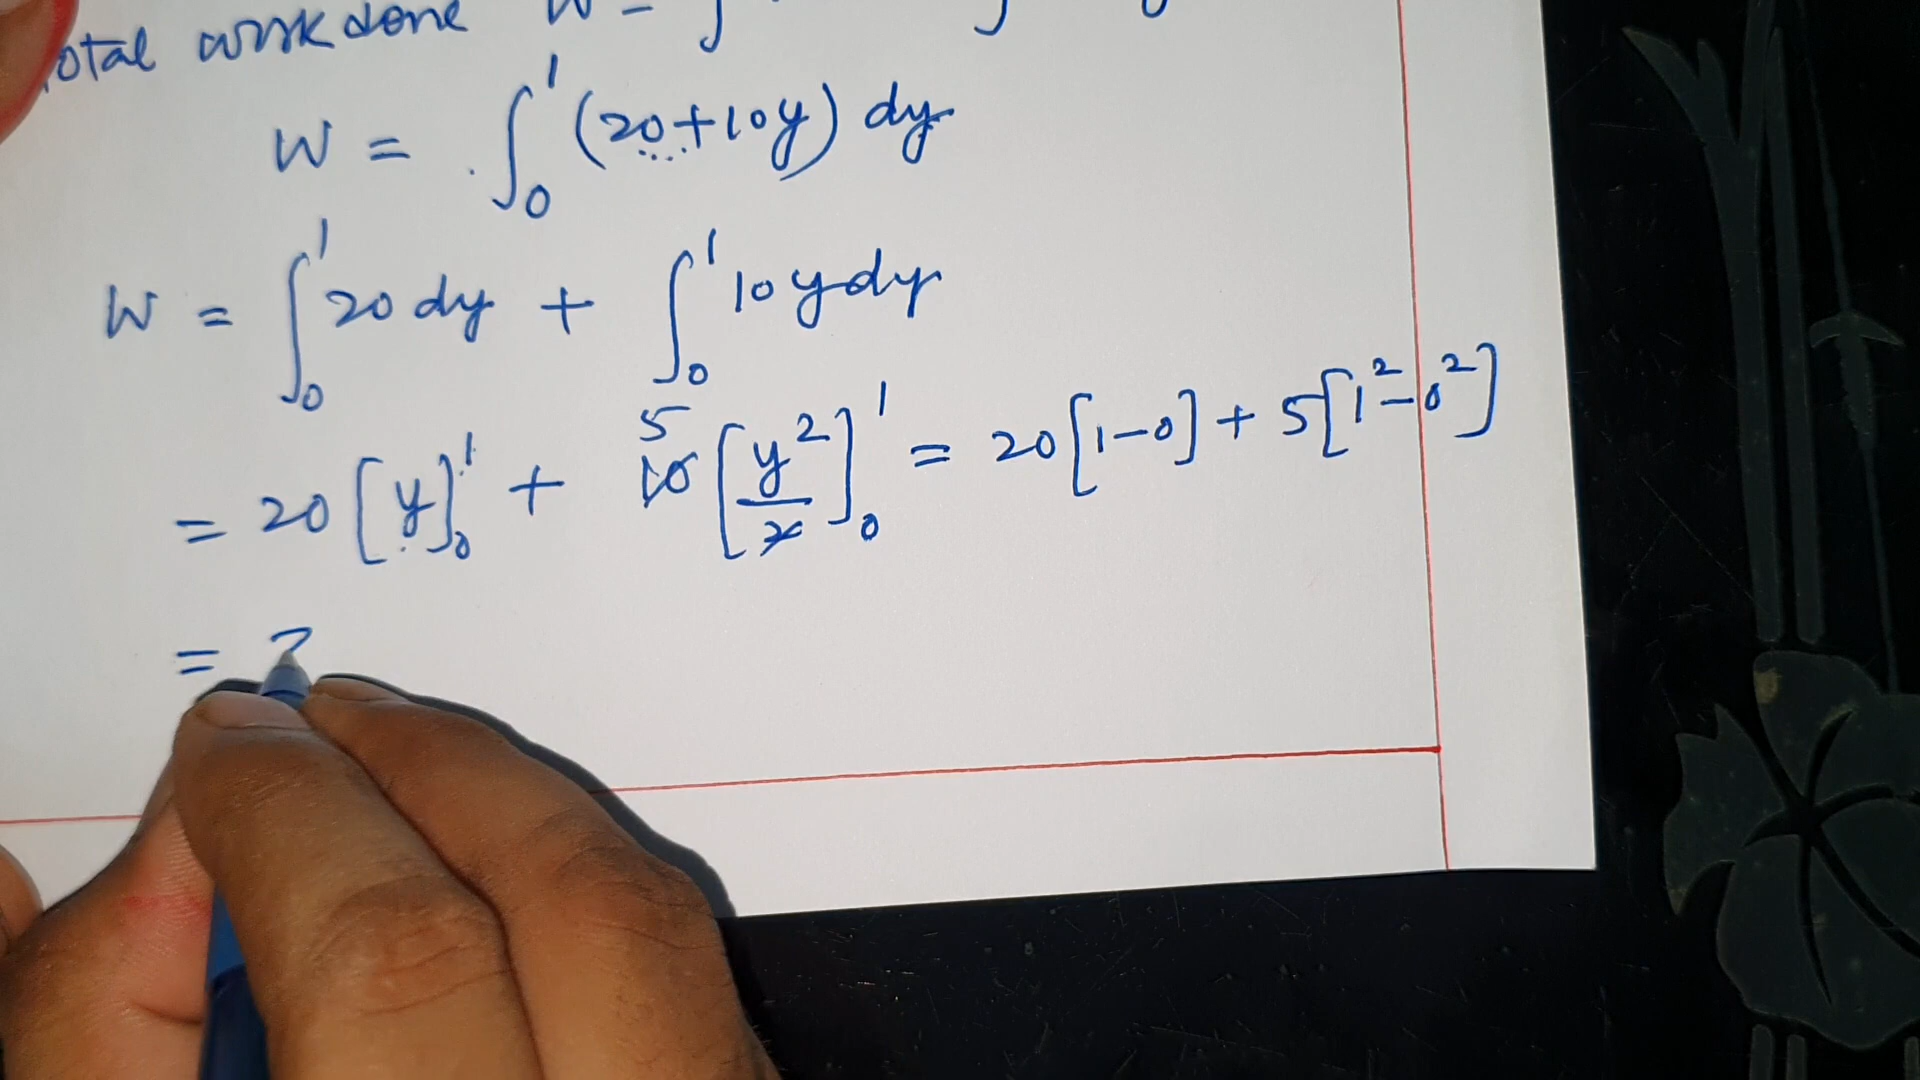 otal work done W = ∫ ∫
W = ∫₀¹ (20+10y) dy
W = ∫₀¹ 20 dy + ∫₀¹ 10 y dy
= 20 [y]₀¹ + 10 5 [y²/2]₀¹ = 20[1-0] + 5[1²-0²]
= 2